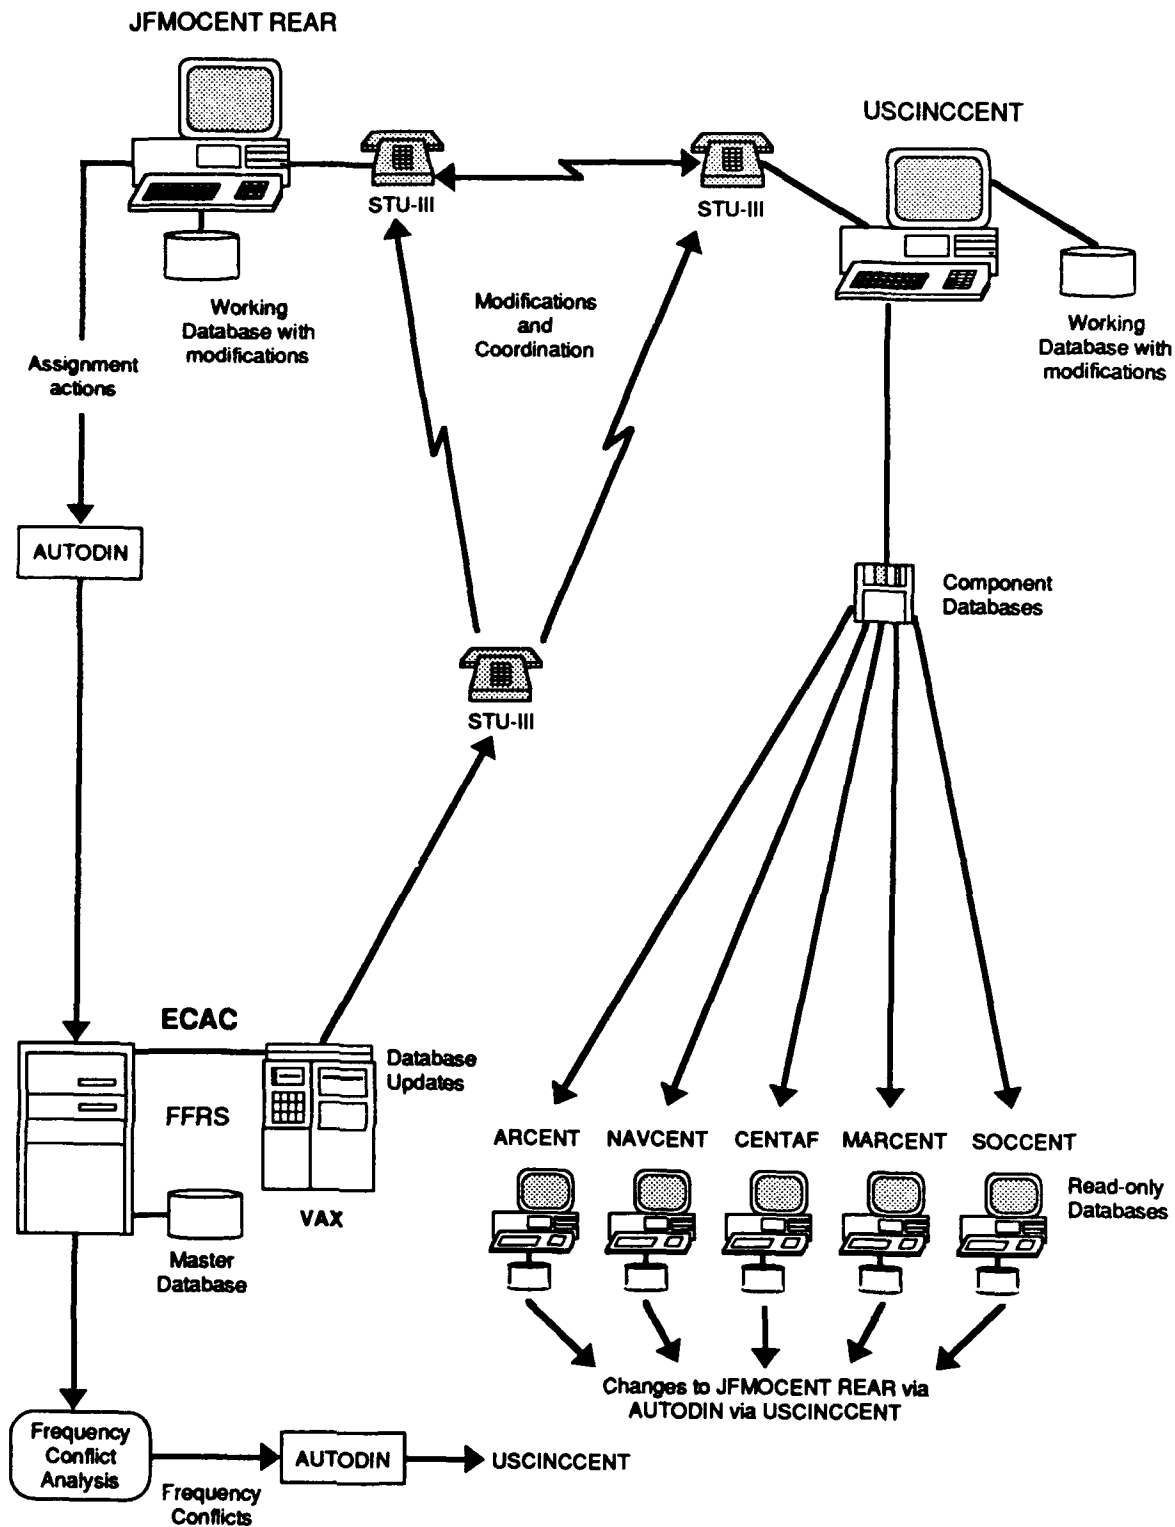 JFMOCENT REAR
USCINCCENT
STU-III
STU-III
Working
Database with
modifications
Modifications
and
Coordination
Working
Database with
modifications
Assignment
actions
AUTODIN
Component
Databases
STU-III
ECAC
Database
Updates
FFRS
VAX
Master
Database
ARCENT
NAVCENT
CENTAF
MARCENT
SOCCENT
Read-only
Databases
Changes to JFMOCENT REAR via
AUTODIN via USCINCCENT
Frequency
Conflict
Analysis
Frequency
Conflicts
AUTODIN
USCINCCENT